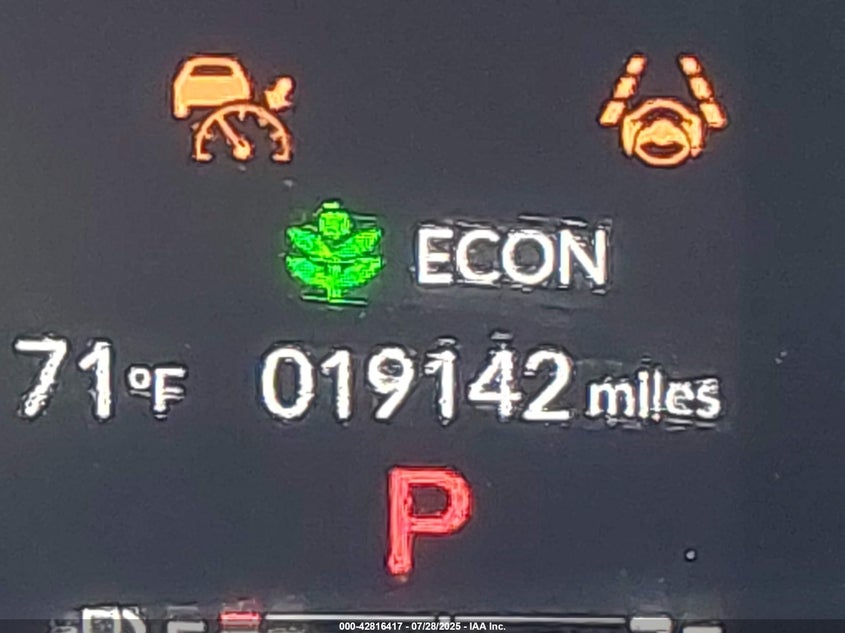 ECON
71°F 019142 miles
P
000-42816417 - 07/28/2025 - IAA Inc.